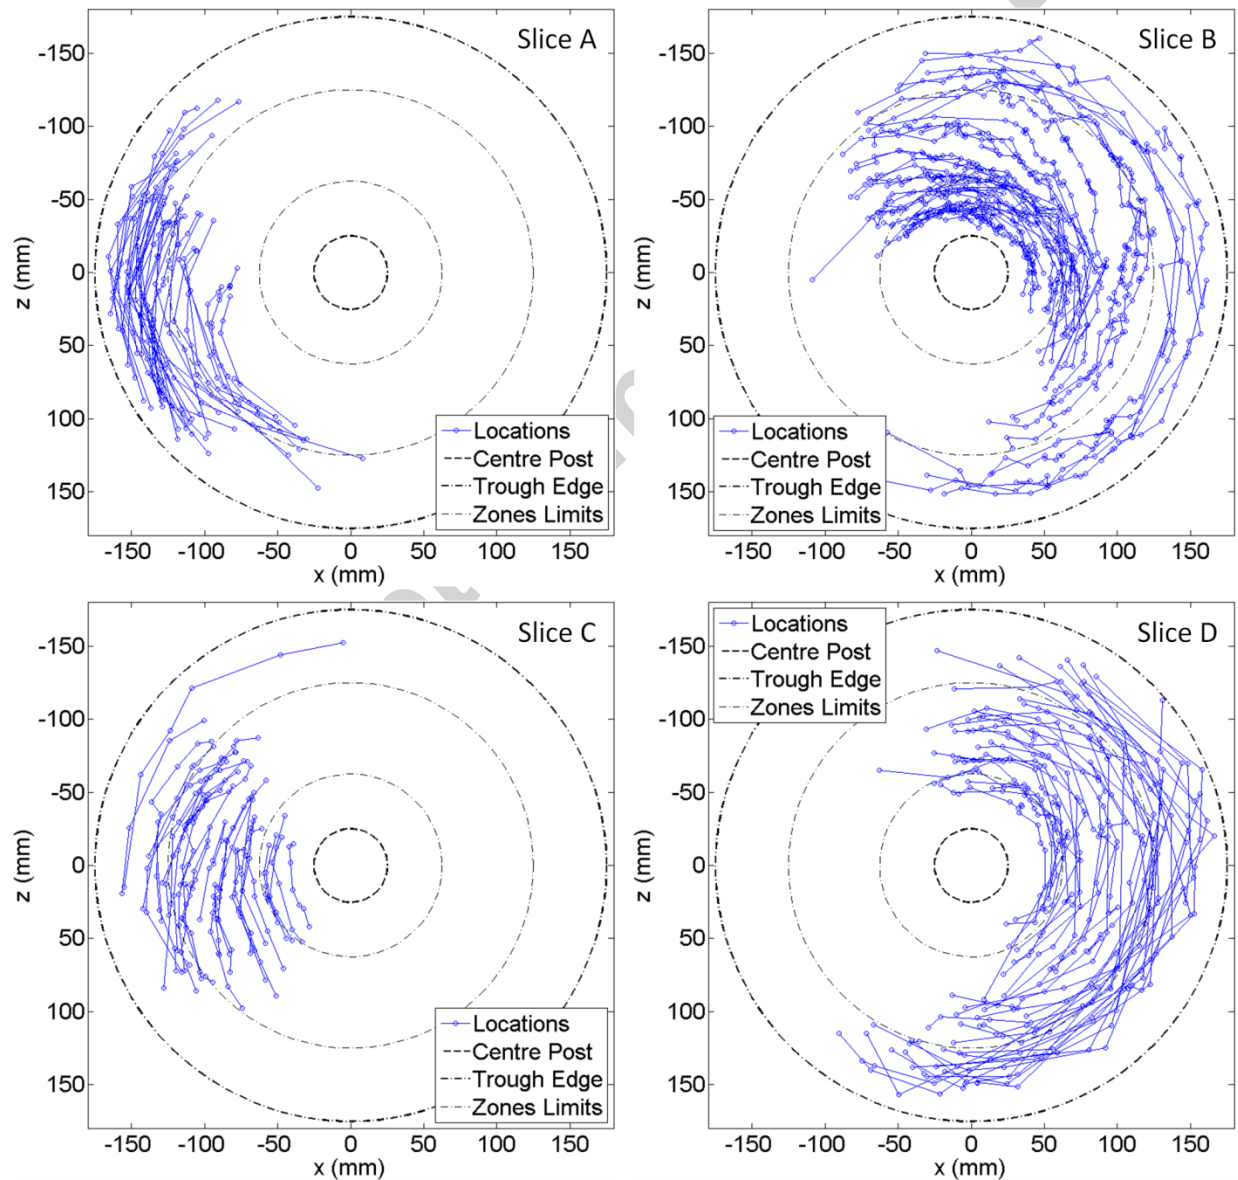 Slice A
-150
-100
-50
0
50
100
150
z (mm)
-150 -100 -50 0 50 100 150
x (mm)
Locations
Centre Post
Trough Edge
Zones Limits
Slice B
-150
-100
-50
0
50
100
150
z (mm)
-150 -100 -50 0 50 100 150
x (mm)
Locations
Centre Post
Trough Edge
Zones Limits
Slice C
-150
-100
-50
0
50
100
150
z (mm)
-150 -100 -50 0 50 100 150
x (mm)
Locations
Centre Post
Trough Edge
Zones Limits
Slice D
-150
-100
-50
0
50
100
150
z (mm)
-150 -100 -50 0 50 100 150
x (mm)
Locations
Centre Post
Trough Edge
Zones Limits